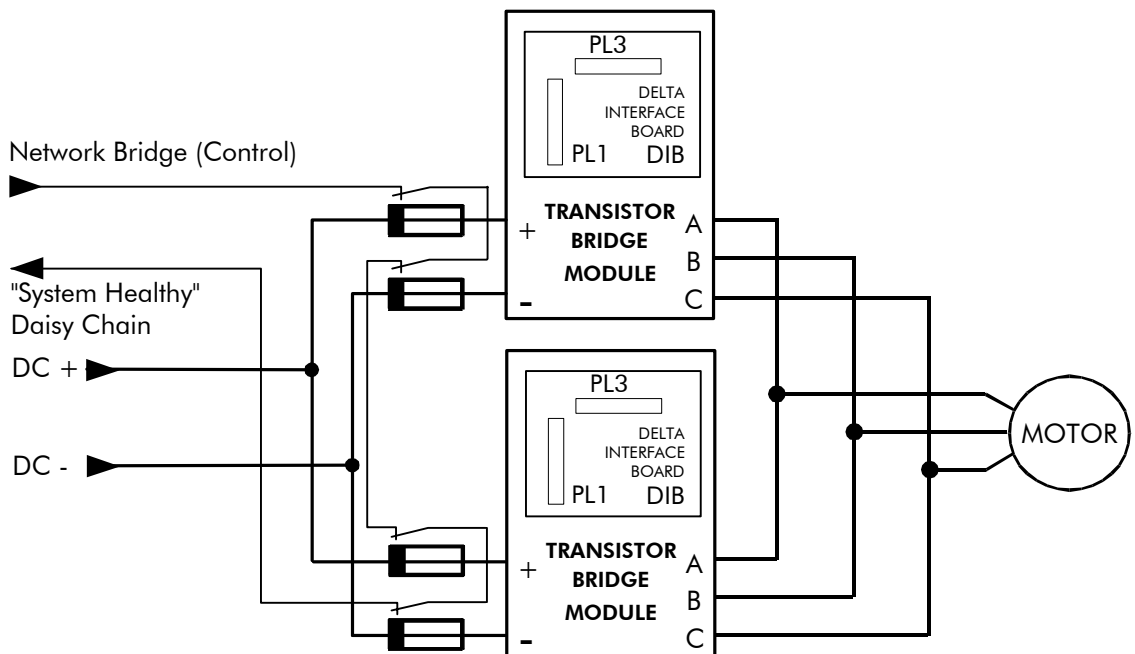 PL3
DELTA
INTERFACE
BOARD
PL1 DIB
Network Bridge (Control)
TRANSISTOR
BRIDGE
MODULE
+
-
A
B
C
"System Healthy"
Daisy Chain
DC +
DC -
PL3
DELTA
INTERFACE
BOARD
PL1 DIB
MOTOR
TRANSISTOR
BRIDGE
MODULE
+
-
A
B
C